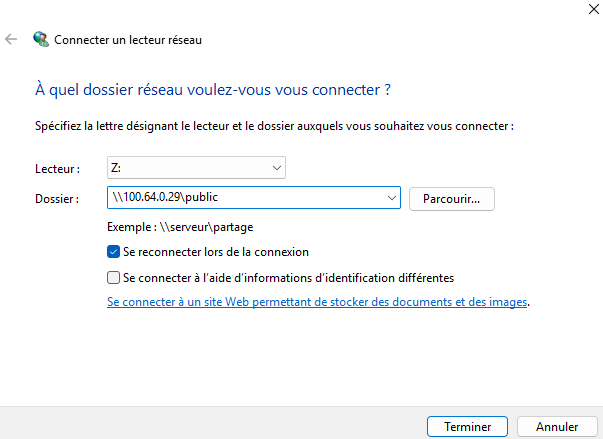 Connecter un lecteur réseau
À quel dossier réseau voulez-vous vous connecter ?
Spécifiez la lettre désignant le lecteur et le dossier auxquels vous souhaitez vous connecter :
Lecteur : Z:
Dossier : \\100.64.0.29\public Parcourir...
Exemple : \\serveur\partage
Se reconnecter lors de la connexion
Se connecter à l’aide d’informations d’identification différentes
Se connecter à un site Web permettant de stocker des documents et des images.
Terminer Annuler